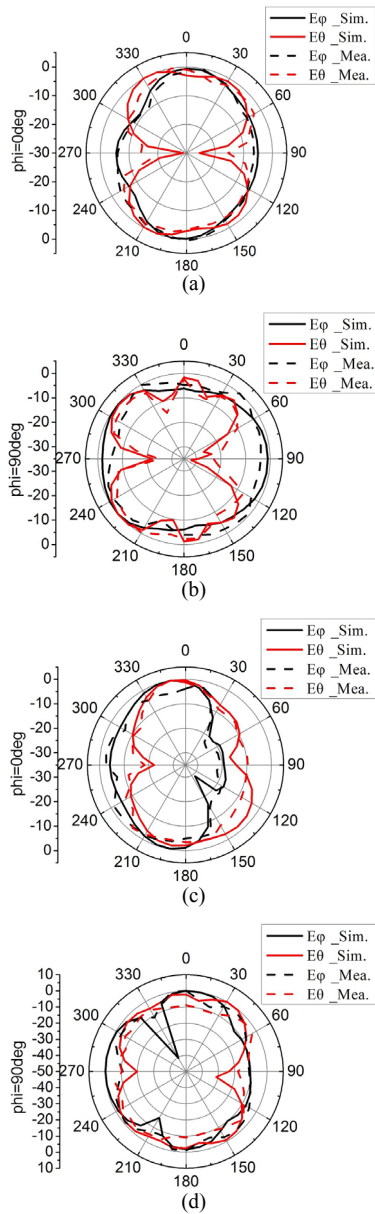 Eφ _Sim.
Eθ _Sim.
Eφ _Mea.
Eθ _Mea.
0
330 30
300 60
270 90
240 120
210 150
180
phi=0deg
0
-10
-20
-30
-30
-20
-10
0
(a)
Eφ _Sim.
Eθ _Sim.
Eφ _Mea.
Eθ _Mea.
0
330 30
300 60
270 90
240 120
210 150
180
phi=90deg
0
-10
-20
-30
-30
-20
-10
0
(b)
Eφ _Sim.
Eθ _Sim.
Eφ _Mea.
Eθ _Mea.
0
330 30
300 60
270 90
240 120
210 150
180
phi=0deg
0
-10
-20
-30
-20
-10
0
(c)
Eφ _Sim.
Eθ _Sim.
Eφ _Mea.
Eθ _Mea.
0
330 30
300 60
270 90
240 120
210 150
180
phi=90deg
10
0
-10
-20
-30
-40
-50
-40
-30
-20
-10
0
10
(d)